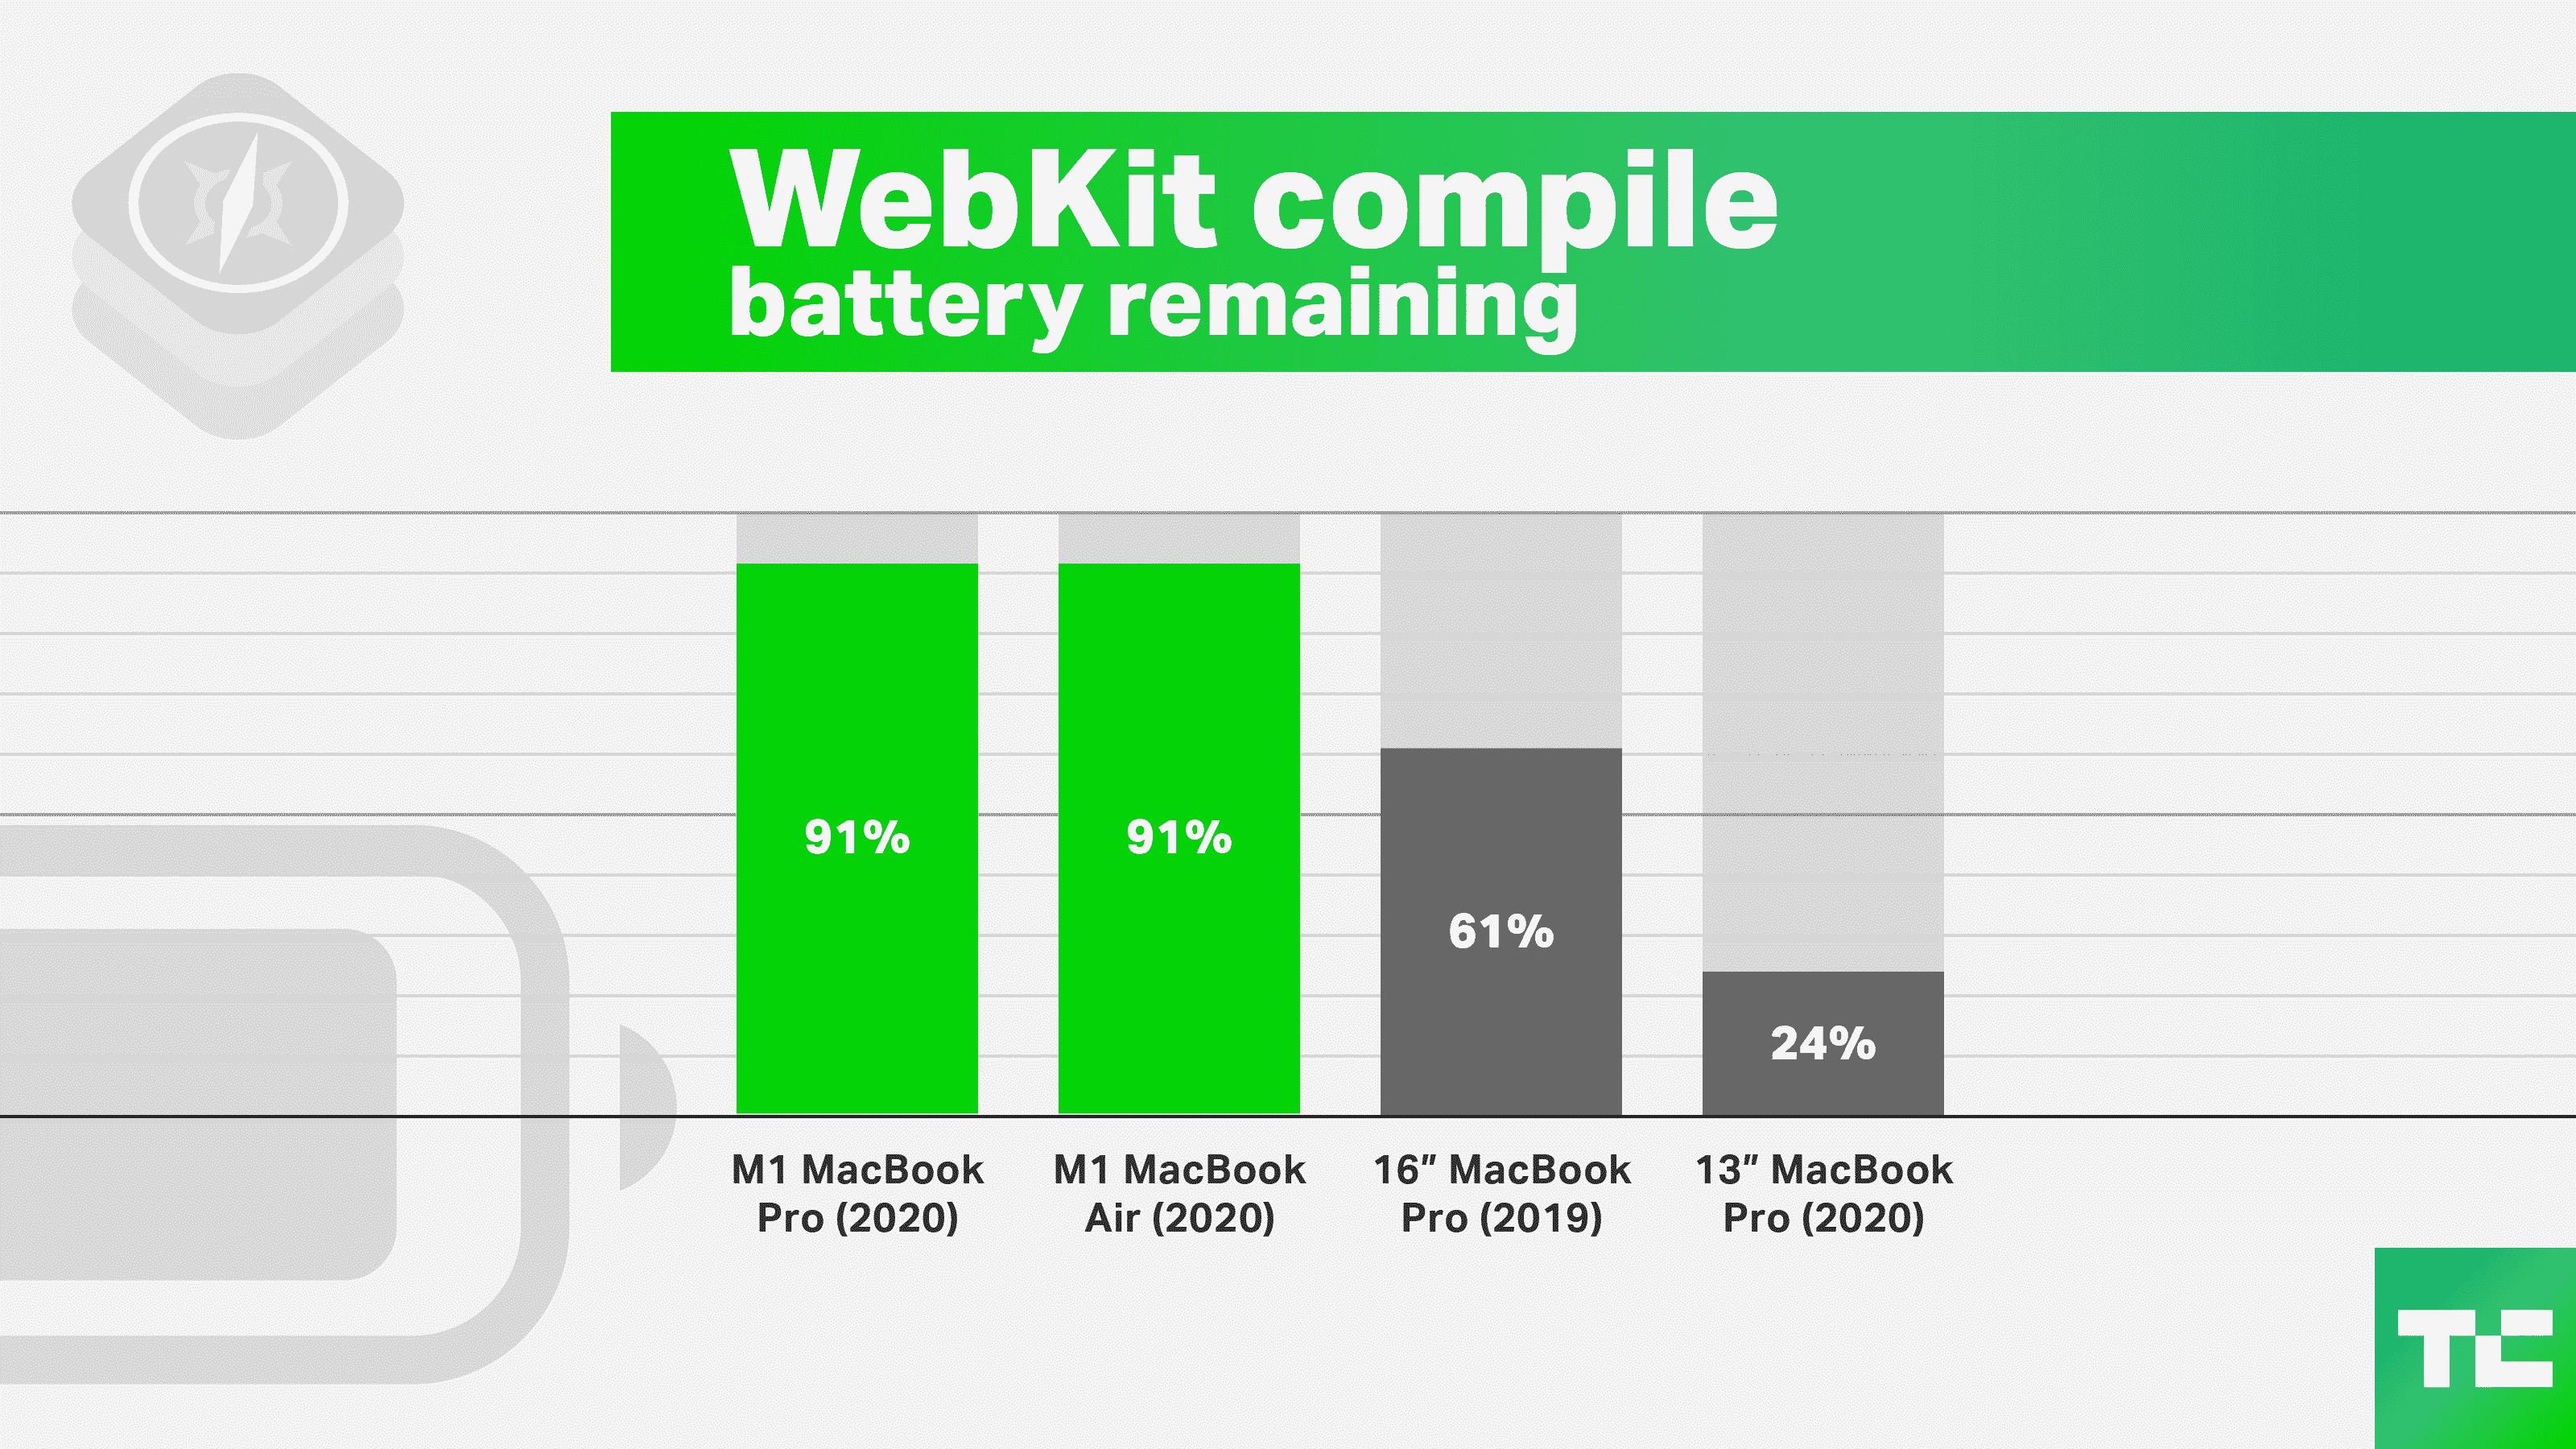 WebKit compile
battery remaining
91%
91%
61%
24%
M1 MacBook
Pro (2020)
M1 MacBook
Air (2020)
16” MacBook
Pro (2019)
13” MacBook
Pro (2020)
TC